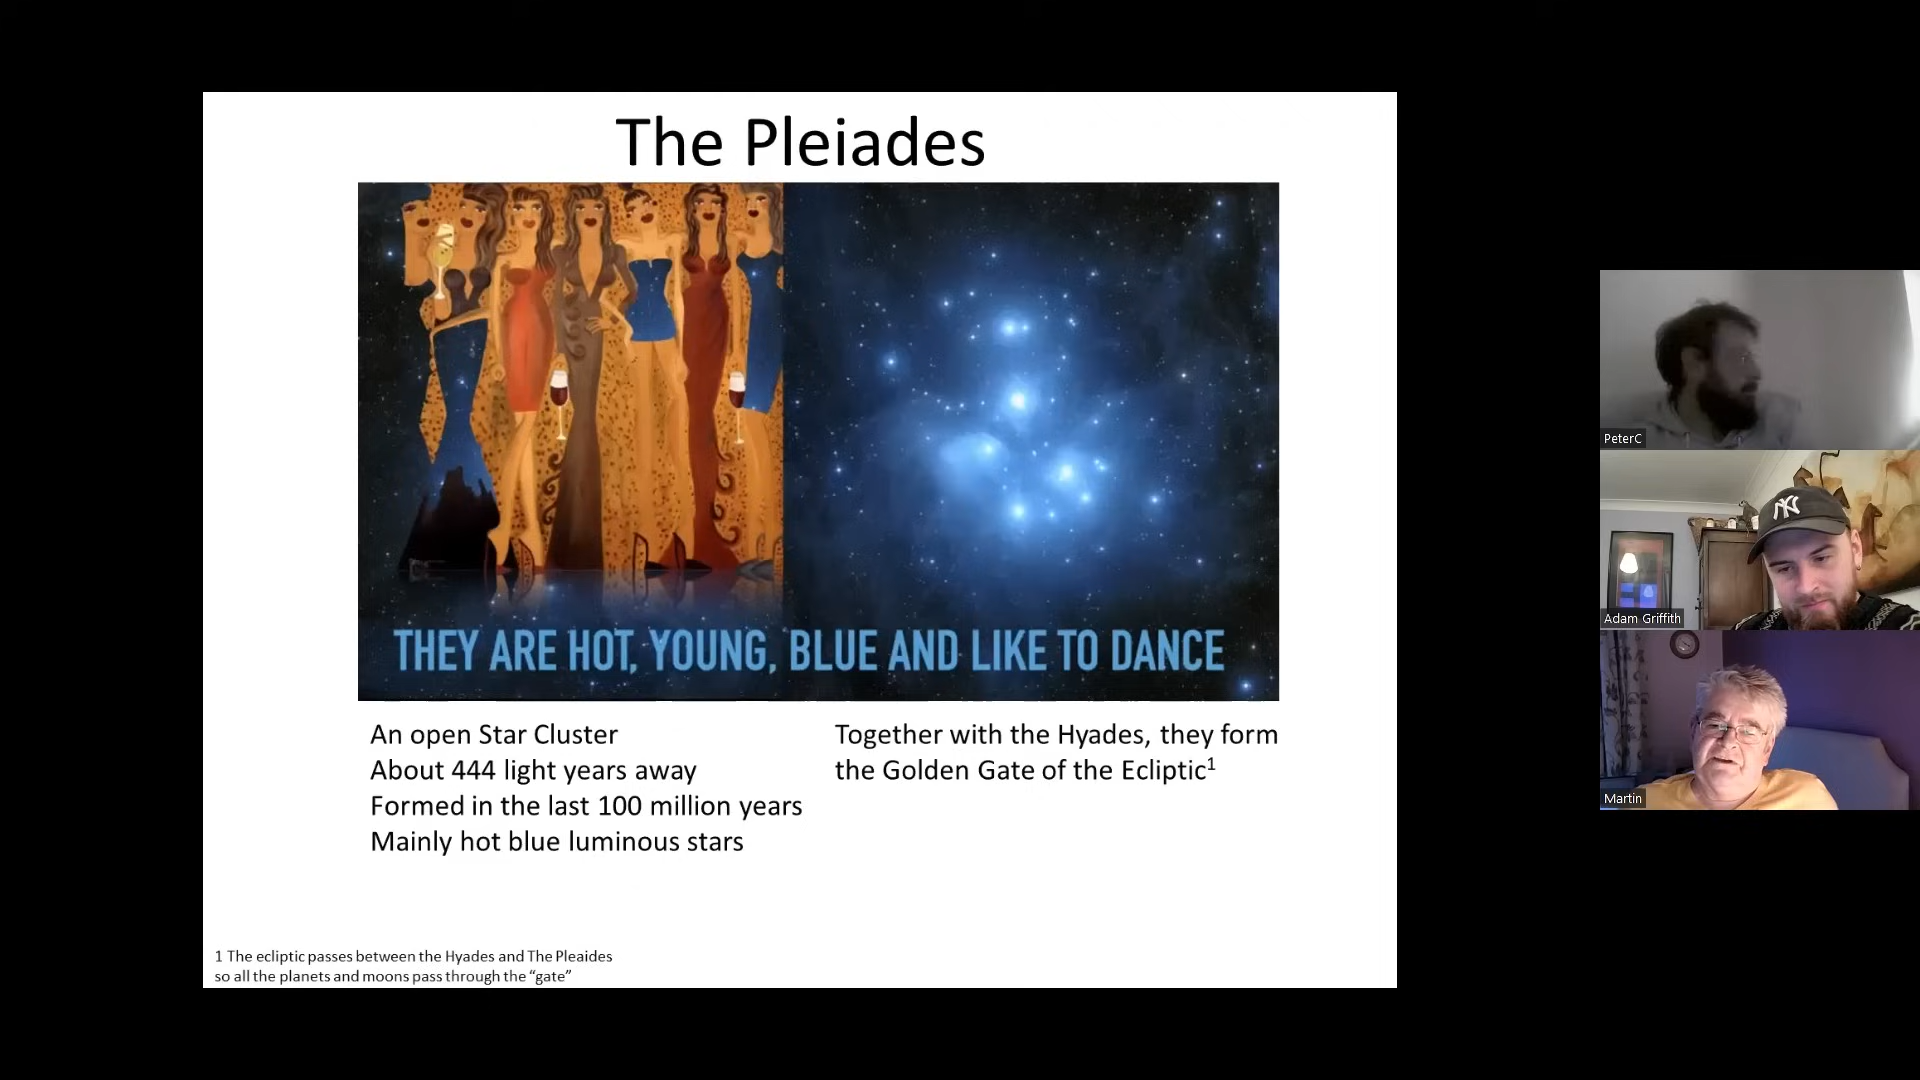 The Pleiades
THEY ARE HOT, YOUNG, BLUE AND LIKE TO DANCE
An open Star Cluster
About 444 light years away
Formed in the last 100 million years
Mainly hot blue luminous stars
Together with the Hyades, they form
the Golden Gate of the Ecliptic¹
1 The ecliptic passes between the Hyades and The Pleaides
so all the planets and moons pass through the “gate”
PeterC
NY
Adam Griffith
Martin